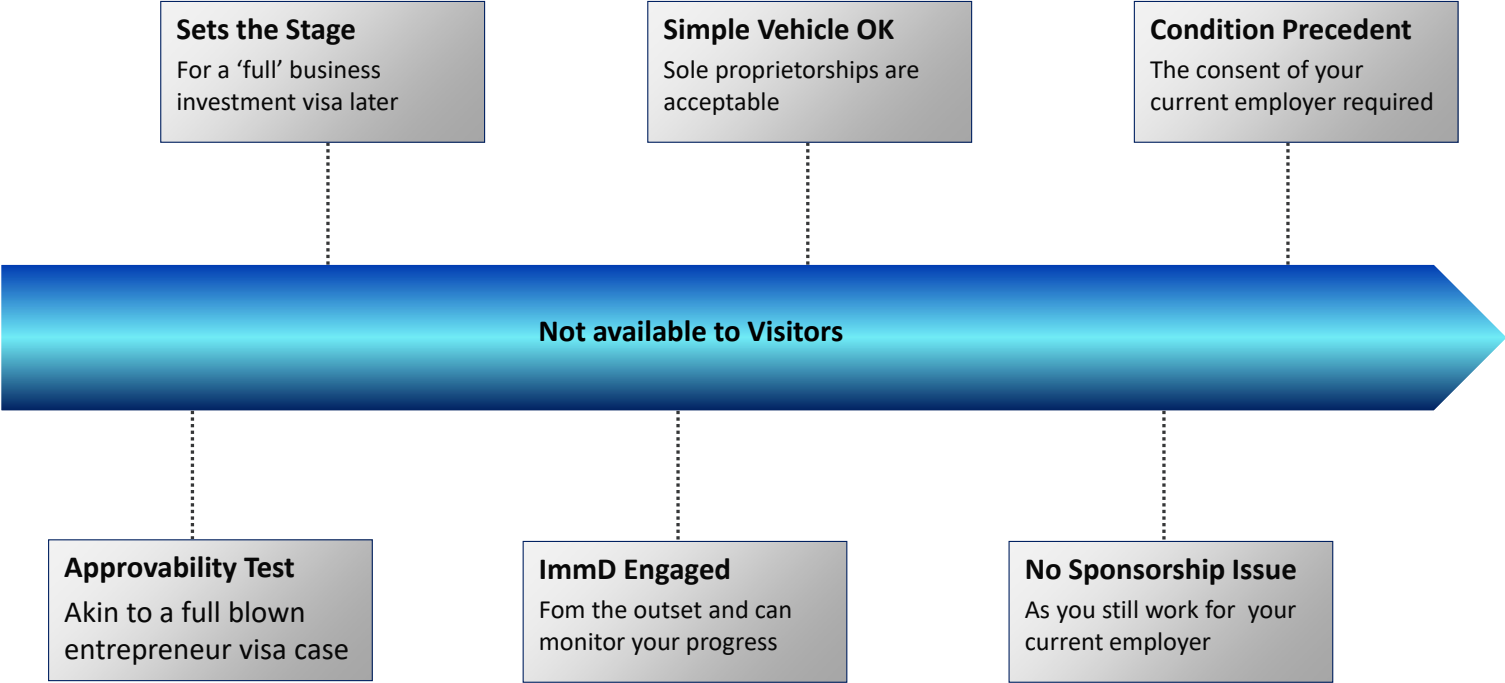 Sets the Stage
For a ‘full’ business
investment visa later
Simple Vehicle OK
Sole proprietorships are
acceptable
Condition Precedent
The consent of your
current employer required
Not available to Visitors
Approvability Test
Akin to a full blown
entrepreneur visa case
ImmD Engaged
Fom the outset and can
monitor your progress
No Sponsorship Issue
As you still work for  your
current employer